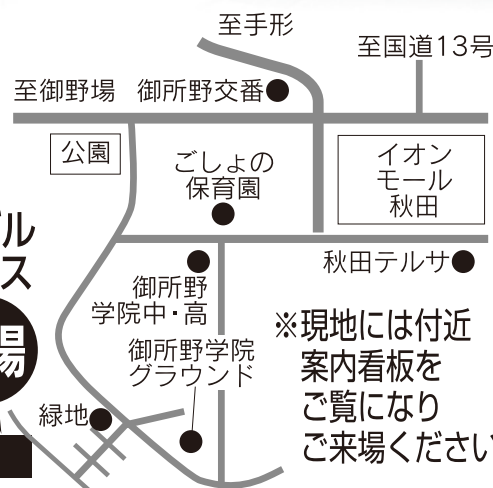 至手形
至国道13号
至御野場
御所野交番
公園
ごしょの
保育園
イオン
モール
秋田
ル
ス
場
御所野
学院中・高
秋田テルサ
御所野学院
グラウンド
緑地
※現地には付近
案内看板を
ご覧になり
ご来場ください